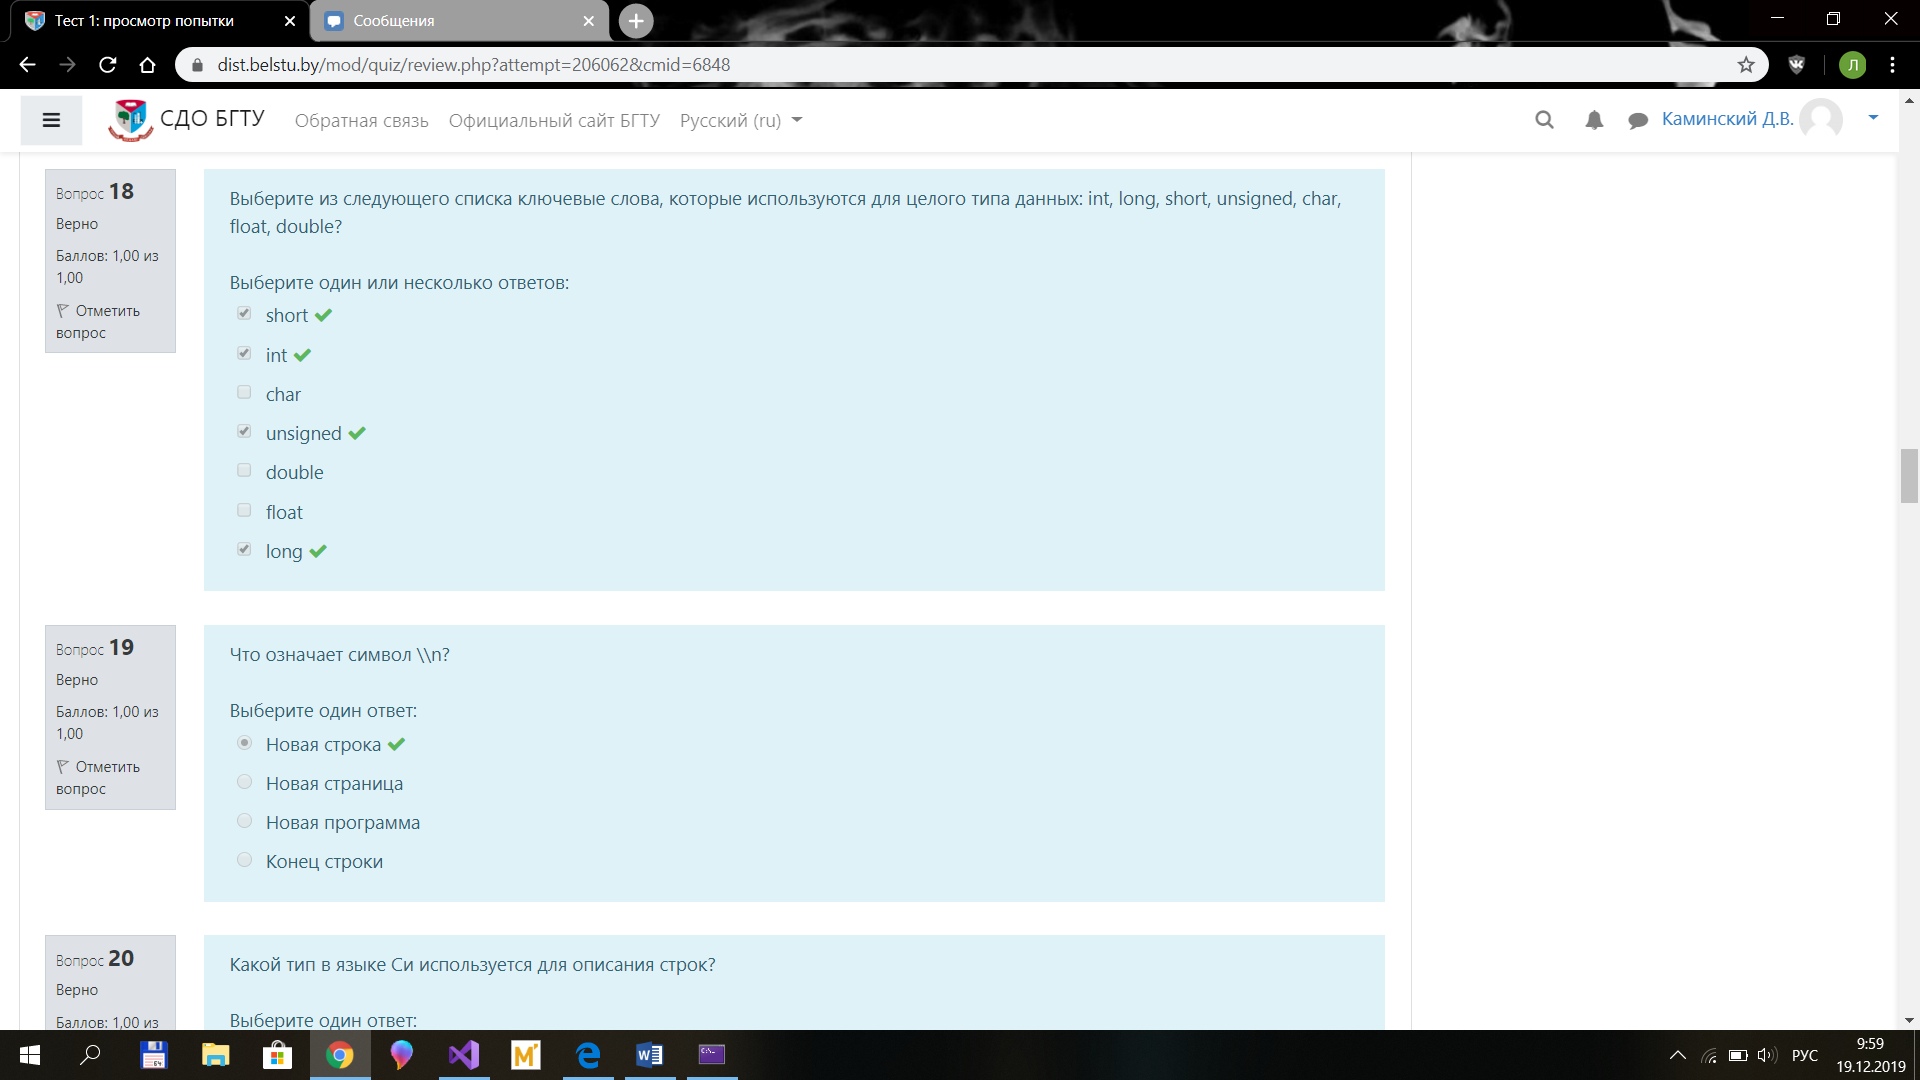 Тест 1: просмотр попытки
Сообщения
dist.belstu.by/mod/quiz/review.php?attempt=206062&cmid=6848
Л
СДО БГТУ
Обратная связь
Официальный сайт БГТУ
Русский (ru)
Каминский Д.В.
Вопрос 18
Верно
Баллов: 1,00 из
1,00
Отметить
вопрос
Выберите из следующего списка ключевые слова, которые используются для целого типа данных: int, long, short, unsigned, char,
float, double?
Выберите один или несколько ответов:
short
int
char
unsigned
double
float
long
Вопрос 19
Верно
Баллов: 1,00 из
1,00
Отметить
вопрос
Что означает символ \\n?
Выберите один ответ:
Новая строка
Новая страница
Новая программа
Конец строки
Вопрос 20
Верно
Баллов: 1,00 из
Какой тип в языке Си используется для описания строк?
Выберите один ответ:
РУС
9:59
19.12.2019